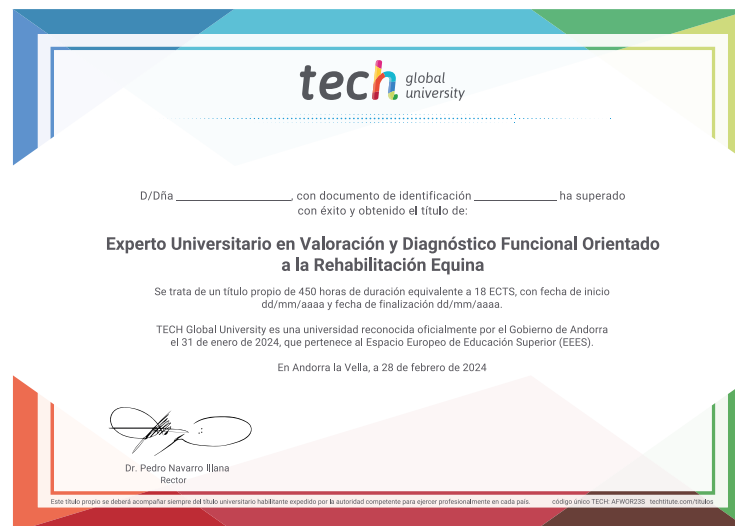 tech global
university
D/Dña ______________, con documento de identificación ______________ ha superado
con éxito y obtenido el título de:
Experto Universitario en Valoración y Diagnóstico Funcional Orientado
a la Rehabilitación Equina
Se trata de un título propio de 450 horas de duración equivalente a 18 ECTS, con fecha de inicio
dd/mm/aaaa y fecha de finalización dd/mm/aaaa.
TECH Global University es una universidad reconocida oficialmente por el Gobierno de Andorra
el 31 de enero de 2024, que pertenece al Espacio Europeo de Educación Superior (EEES).
En Andorra la Vella, a 28 de febrero de 2024
Dr. Pedro Navarro Illana
Rector
Este título propio se deberá acompañar siempre del título universitario habilitante expedido por la autoridad competente para ejercer profesionalmente en cada país. código único TECH: AFWOR23S techtitute.com/titulos